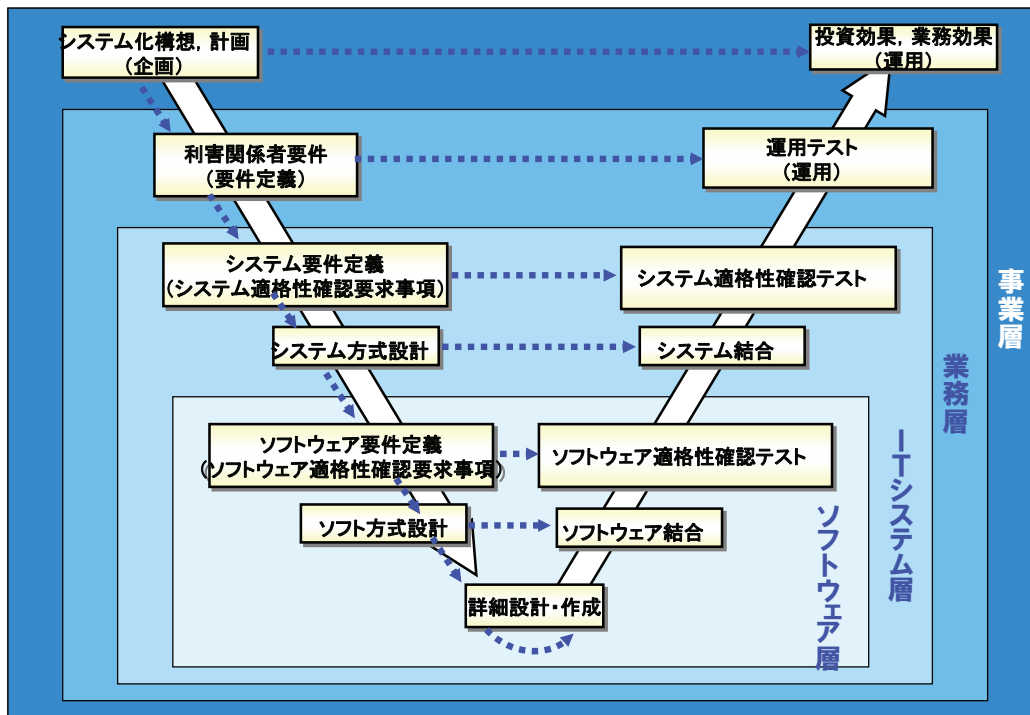 システム化構想，計画
（企画）
投資効果，業務効果
（運用）
利害関係者要件
（要件定義）
運用テスト
（運用）
システム要件定義
（システム適格性確認要求事項）
システム適格性確認テスト
システム方式設計
システム結合
ソフトウェア要件定義
（ソフトウェア適格性確認要求事項）
ソフトウェア適格性確認テスト
ソフト方式設計
ソフトウェア結合
詳細設計・作成
事業層
業務層
ITシステム層
ソフトウェア層